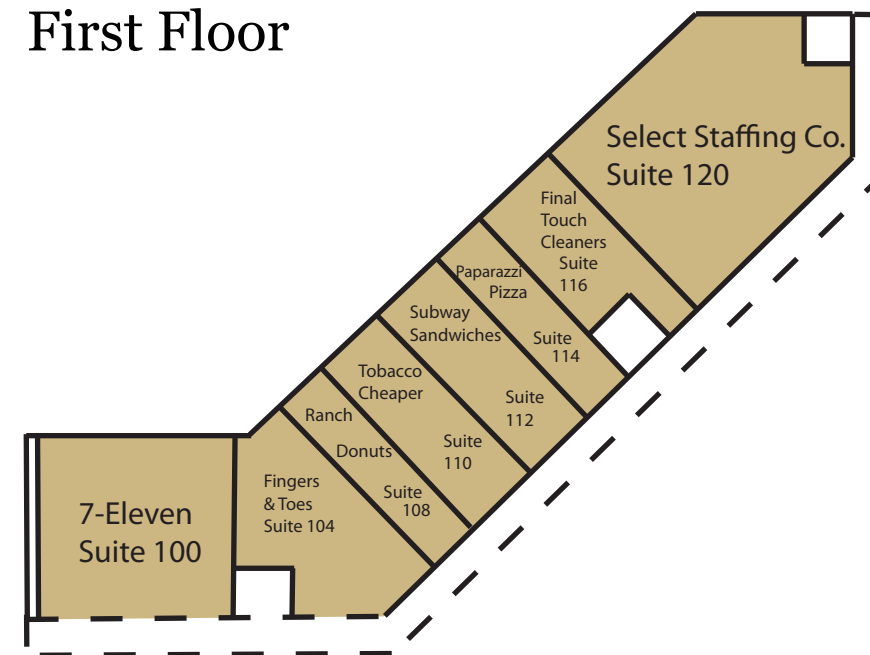 First Floor
Select Staffing Co.
Suite 120
Final
Touch
Cleaners
Suite
116
Paparazzi
Pizza
Suite
114
Subway
Sandwiches
Suite
112
Tobacco
Cheaper
Suite
110
Ranch
Donuts
Suite
108
Fingers
& Toes
Suite 104
7-Eleven
Suite 100